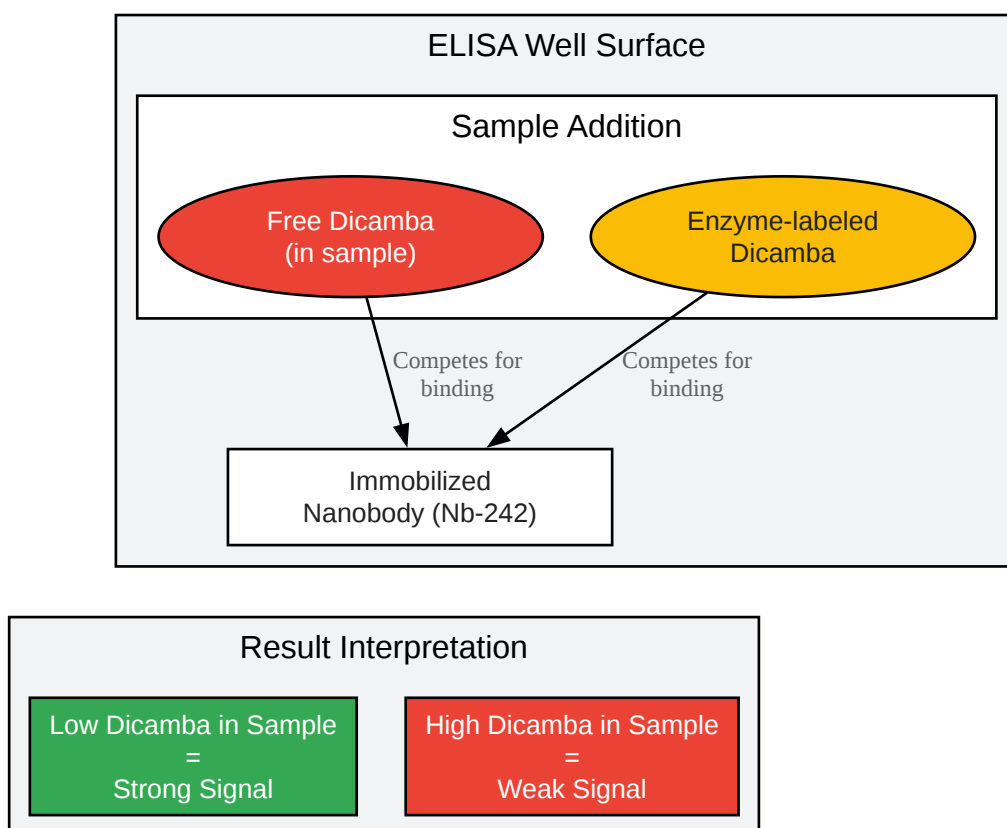 ELISA Well Surface
Sample Addition
Free Dicamba
(in sample)
Enzyme-labeled
Dicamba
Competes for
binding
Competes for
binding
Immobilized
Nanobody (Nb-242)
Result Interpretation
Low Dicamba in Sample
=
Strong Signal
High Dicamba in Sample
=
Weak Signal